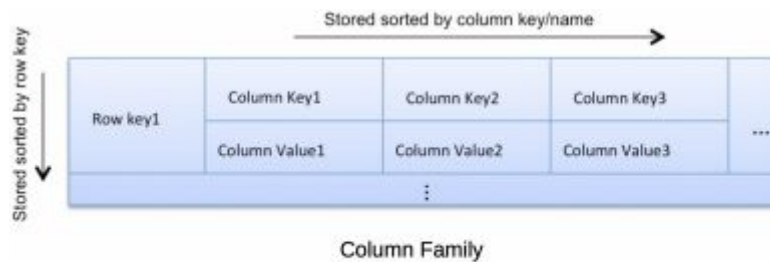 Stored sorted by column key/name
Stored sorted by row key
Row key1
Column Key1
Column Key2
Column Key3
...
Column Value1
Column Value2
Column Value3
⋮
Column Family